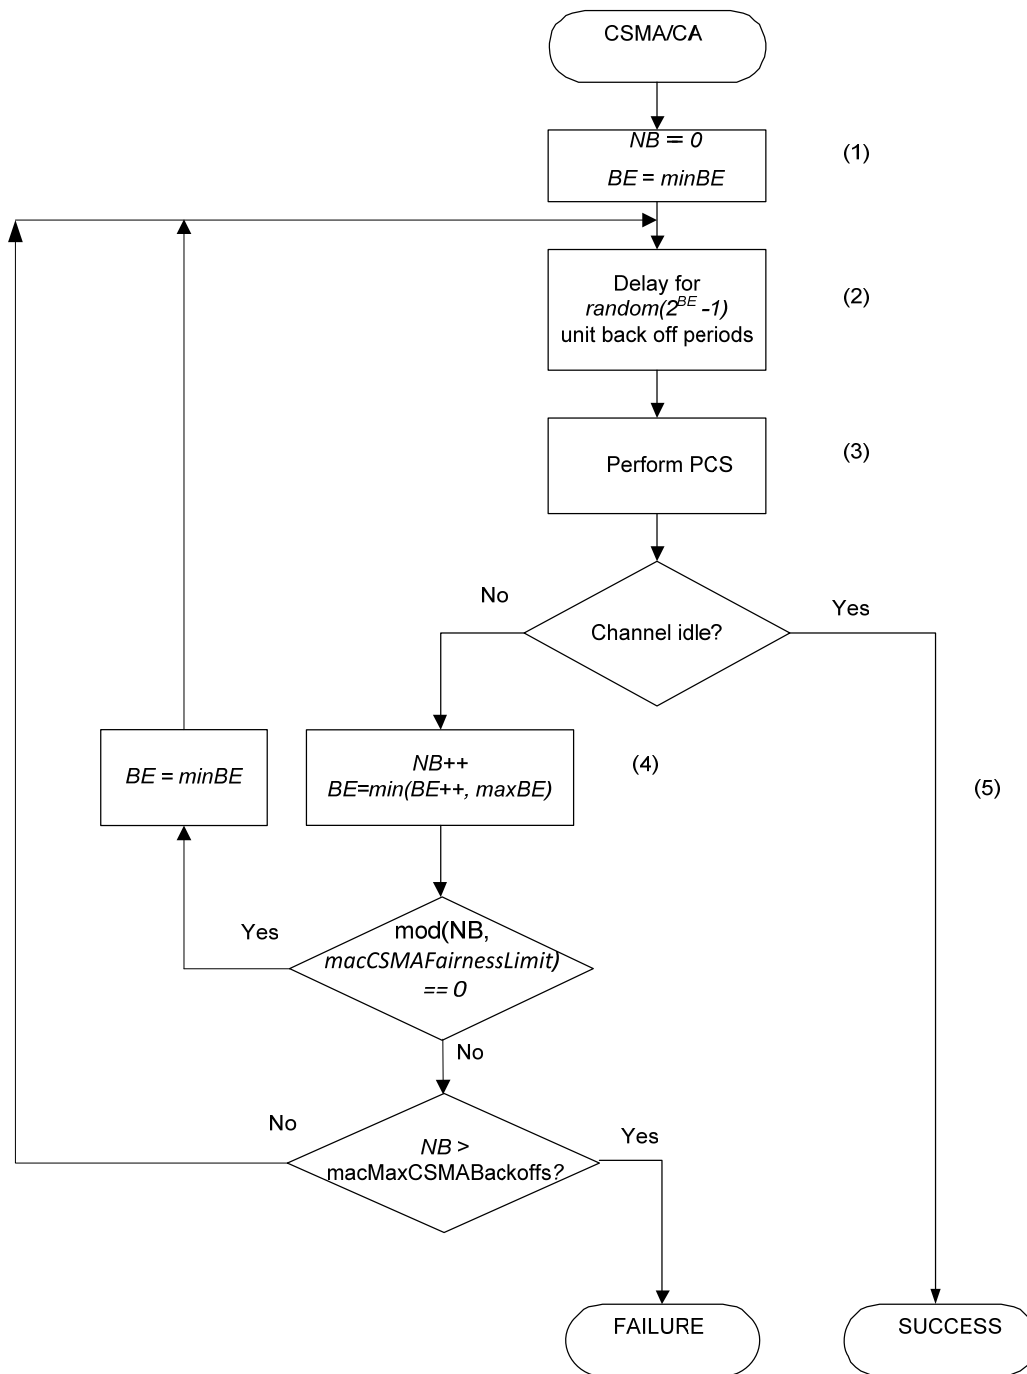 CSMA/CA
NB = 0
BE = minBE
(1)
Delay for
random(2^BE -1)
unit back off periods
(2)
Perform PCS
(3)
Channel idle?
No
Yes
BE = minBE
NB++
BE=min(BE++, maxBE)
(4)
(5)
Yes
mod(NB,
macCSMAFairnessLimit)
== 0
No
No
NB >
macMaxCSMABackoffs?
Yes
FAILURE
SUCCESS